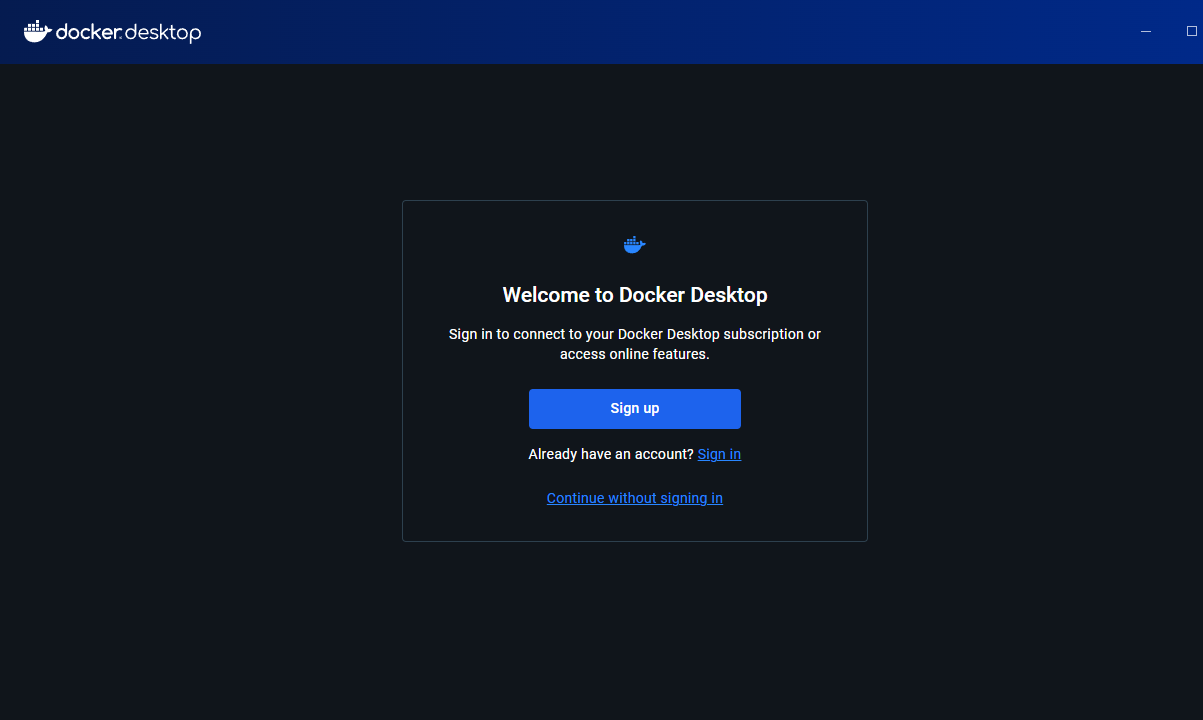 docker desktop
Welcome to Docker Desktop
Sign in to connect to your Docker Desktop subscription or
access online features.
Sign up
Already have an account? Sign in
Continue without signing in